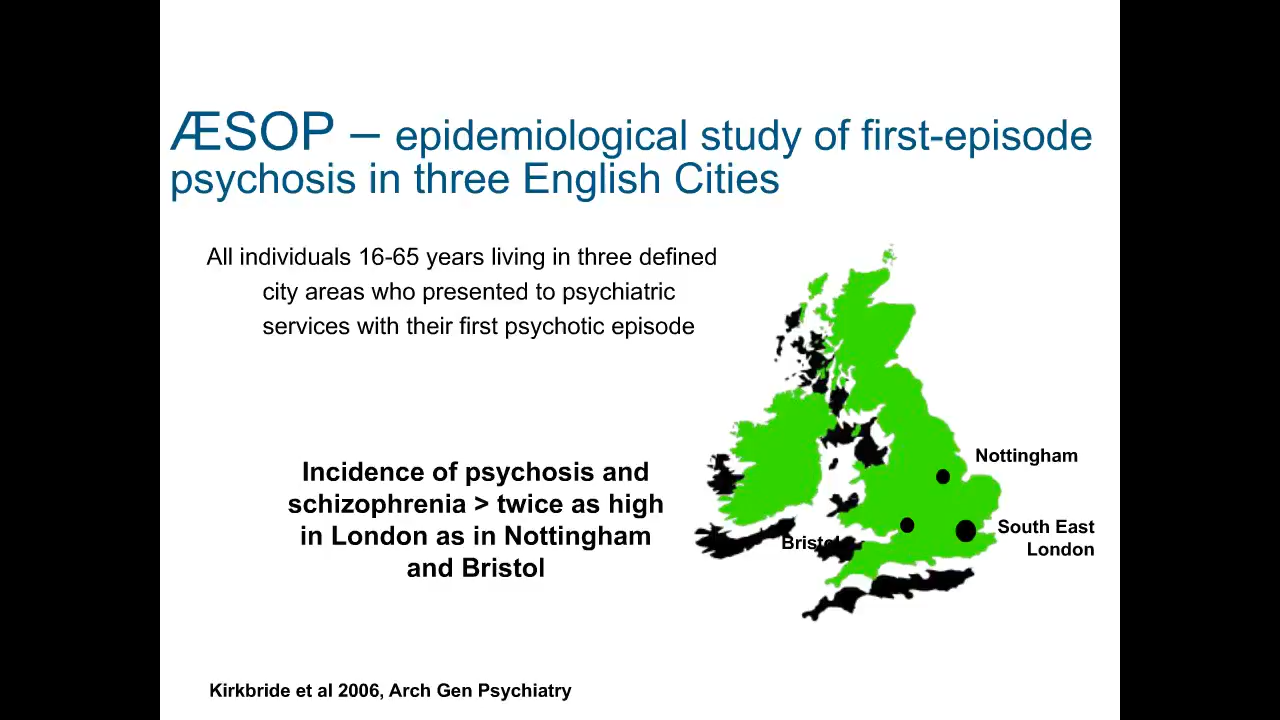 ÆSOP – epidemiological study of first-episode
psychosis in three English Cities
All individuals 16-65 years living in three defined
city areas who presented to psychiatric
services with their first psychotic episode
Incidence of psychosis and
schizophrenia > twice as high
in London as in Nottingham
and Bristol
Nottingham
South East
London
Bristol
Kirkbride et al 2006, Arch Gen Psychiatry